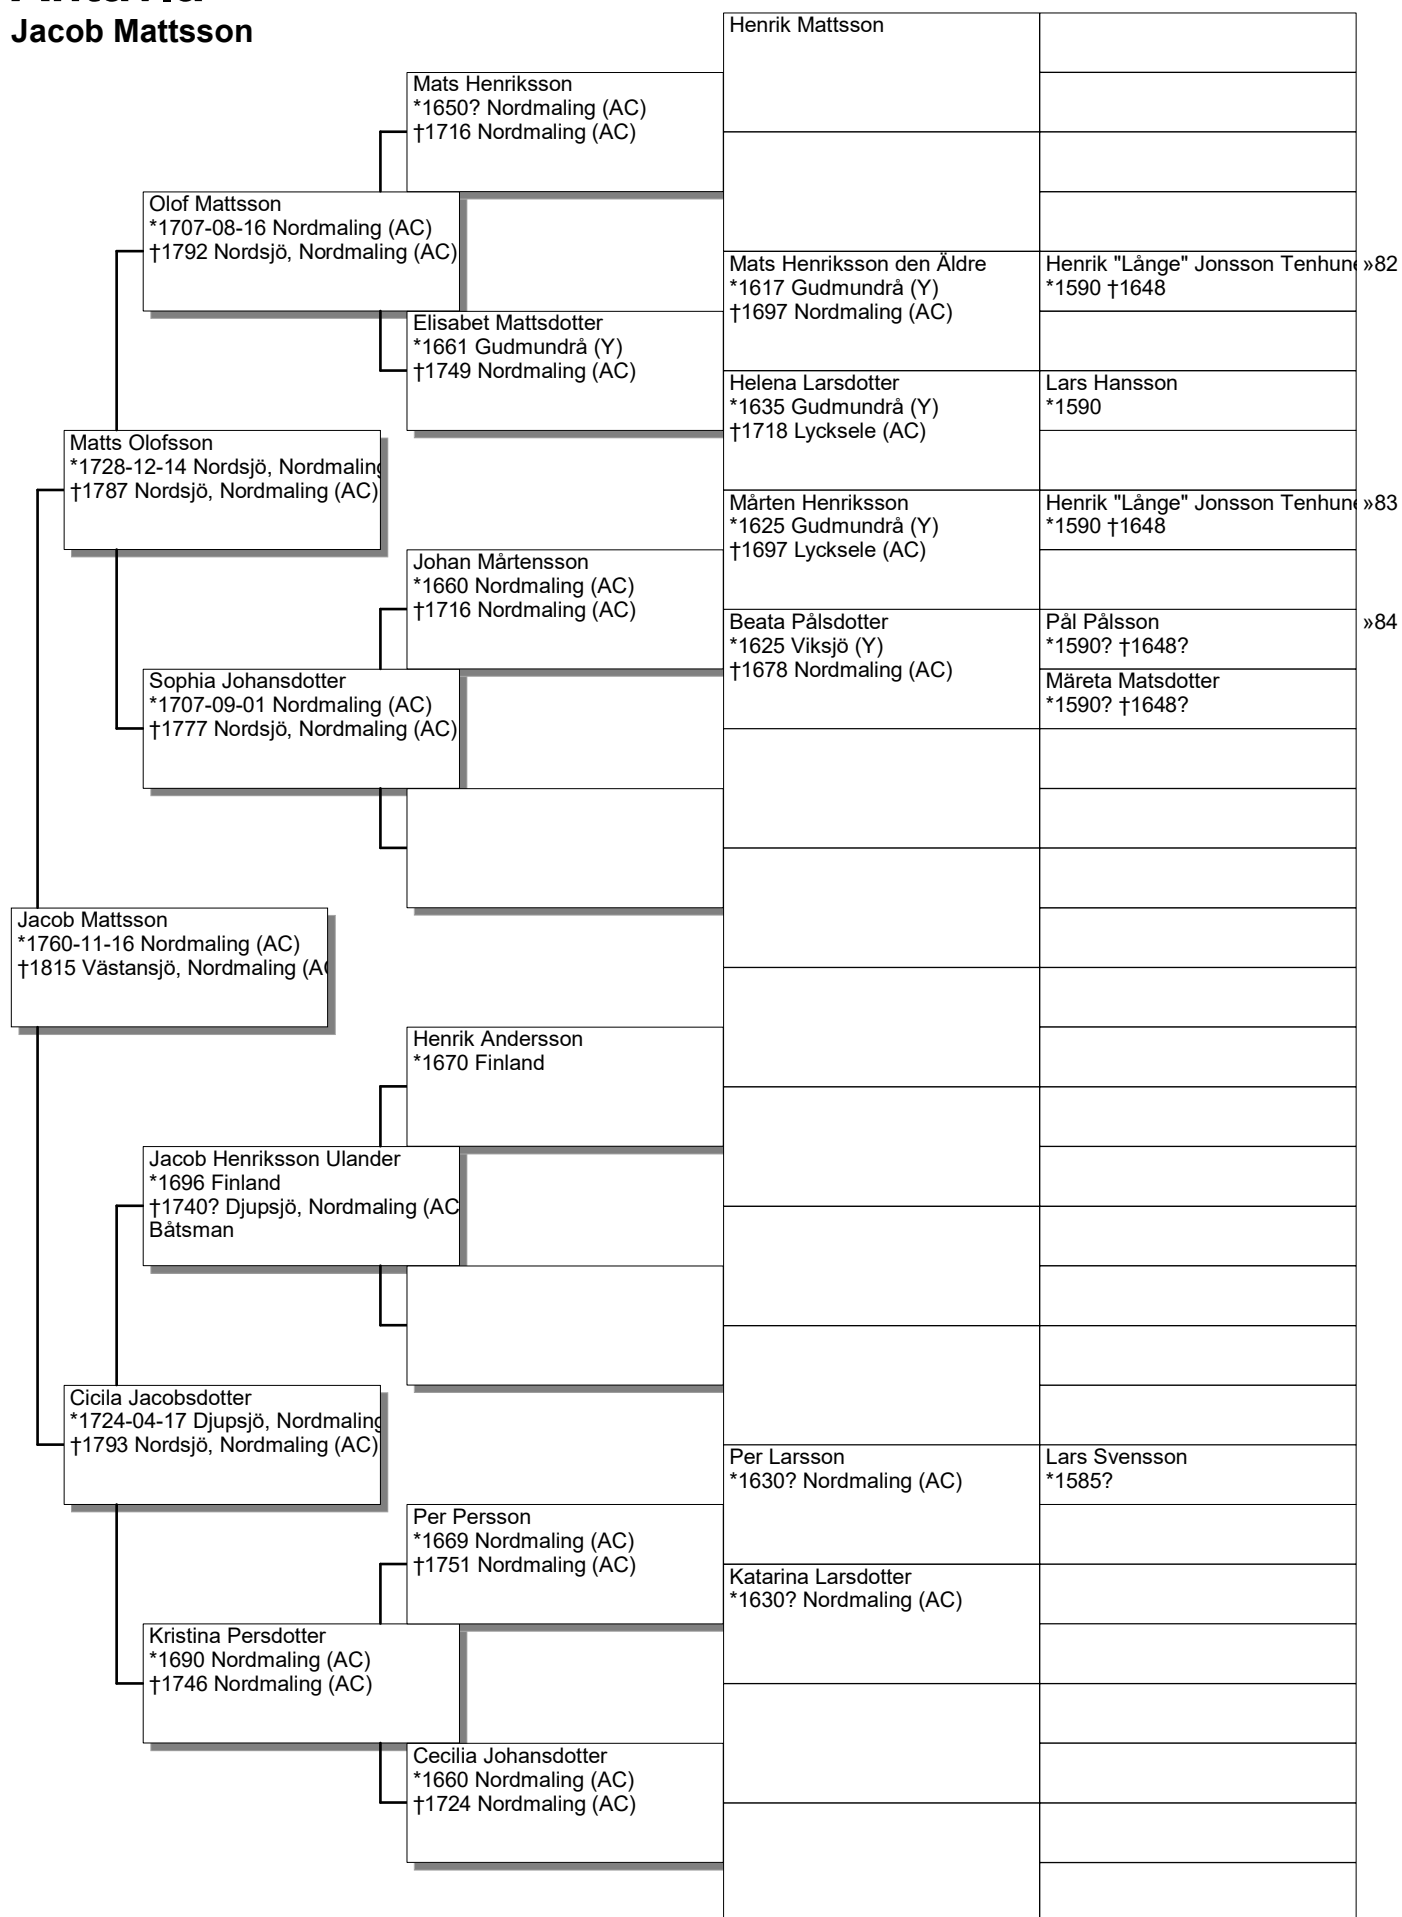 Jacob Mattsson
Henrik Mattsson
Mats Henriksson
*1650? Nordmaling (AC)
†1716 Nordmaling (AC)
Olof Mattsson
*1707-08-16 Nordmaling (AC)
†1792 Nordsjö, Nordmaling (AC)
Mats Henriksson den Äldre
*1617 Gudmundrå (Y)
†1697 Nordmaling (AC)
Henrik "Långe" Jonsson Tenhune »82
*1590 †1648
Elisabet Mattsdotter
*1661 Gudmundrå (Y)
†1749 Nordmaling (AC)
Helena Larsdotter
*1635 Gudmundrå (Y)
†1718 Lycksele (AC)
Lars Hansson
*1590
Matts Olofsson
*1728-12-14 Nordsjö, Nordmaling
†1787 Nordsjö, Nordmaling (AC)
Mårten Henriksson
*1625 Gudmundrå (Y)
†1697 Lycksele (AC)
Henrik "Långe" Jonsson Tenhune »83
*1590 †1648
Johan Mårtensson
*1660 Nordmaling (AC)
†1716 Nordmaling (AC)
Beata Pålsdotter
*1625 Viksjö (Y)
†1678 Nordmaling (AC)
Pål Pålsson »84
*1590? †1648?
Märeta Matsdotter
*1590? †1648?
Sophia Johansdotter
*1707-09-01 Nordmaling (AC)
†1777 Nordsjö, Nordmaling (AC)
Jacob Mattsson
*1760-11-16 Nordmaling (AC)
†1815 Västansjö, Nordmaling (A
Henrik Andersson
*1670 Finland
Jacob Henriksson Ulander
*1696 Finland
†1740? Djupsjö, Nordmaling (AC
Båtsman
Cicila Jacobsdotter
*1724-04-17 Djupsjö, Nordmaling
†1793 Nordsjö, Nordmaling (AC)
Per Larsson
*1630? Nordmaling (AC)
Lars Svensson
*1585?
Per Persson
*1669 Nordmaling (AC)
†1751 Nordmaling (AC)
Katarina Larsdotter
*1630? Nordmaling (AC)
Kristina Persdotter
*1690 Nordmaling (AC)
†1746 Nordmaling (AC)
Cecilia Johansdotter
*1660 Nordmaling (AC)
†1724 Nordmaling (AC)